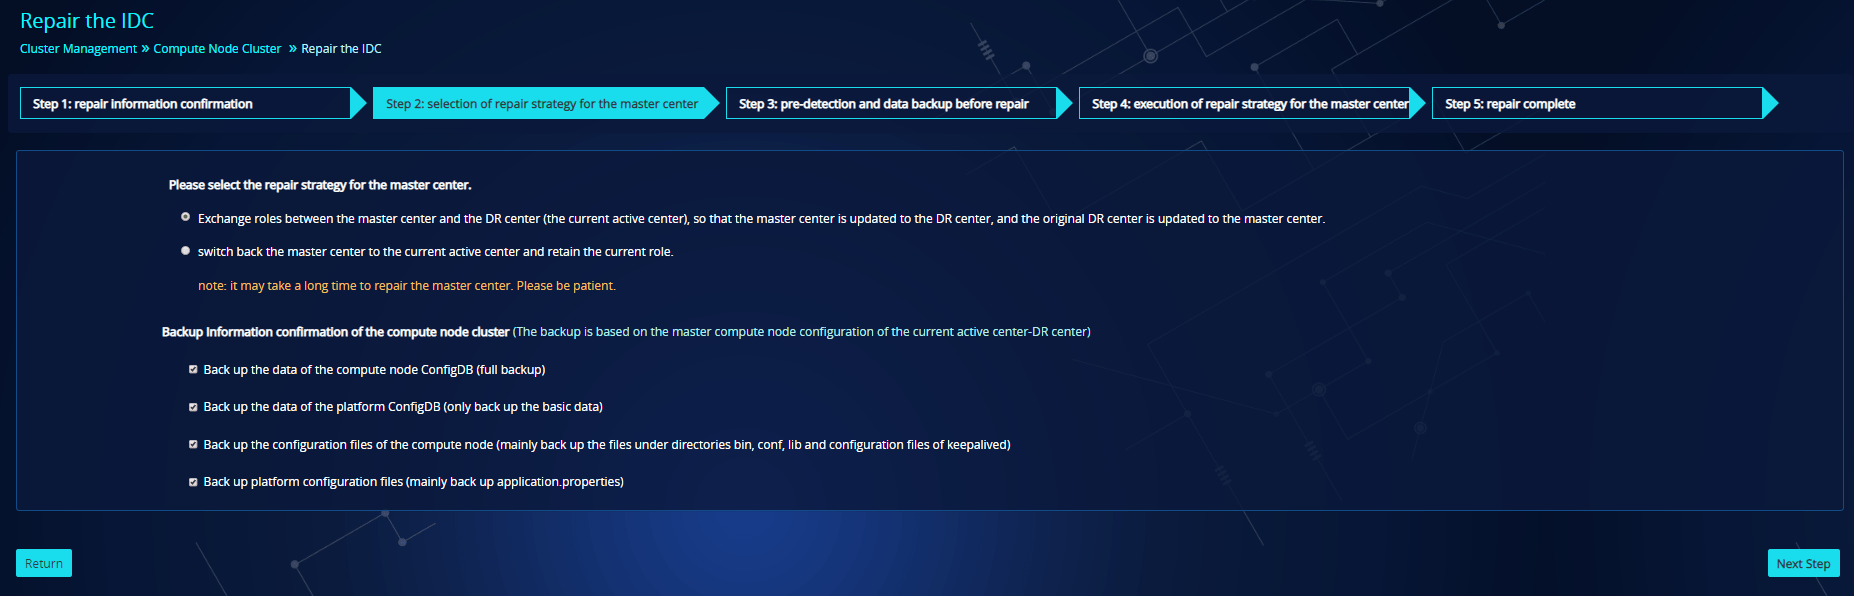 Repair the IDC
Cluster Management » Compute Node Cluster » Repair the IDC
Step 1: repair information confirmation
Step 2: selection of repair strategy for the master center
Step 3: pre-detection and data backup before repair
Step 4: execution of repair strategy for the master center
Step 5: repair complete
Please select the repair strategy for the master center.
Exchange roles between the master center and the DR center (the current active center), so that the master center is updated to the DR center, and the original DR center is updated to the master center.
switch back the master center to the current active center and retain the current role.
note: it may take a long time to repair the master center. Please be patient.
Backup information confirmation of the compute node cluster (The backup is based on the master compute node configuration of the current active center-DR center)
Back up the data of the compute node ConfigDB (full backup)
Back up the data of the platform ConfigDB (only back up the basic data)
Back up the configuration files of the compute node (mainly back up the files under directories bin, conf, lib and configuration files of keepalived)
Back up platform configuration files (mainly back up application.properties)
Return
Next Step